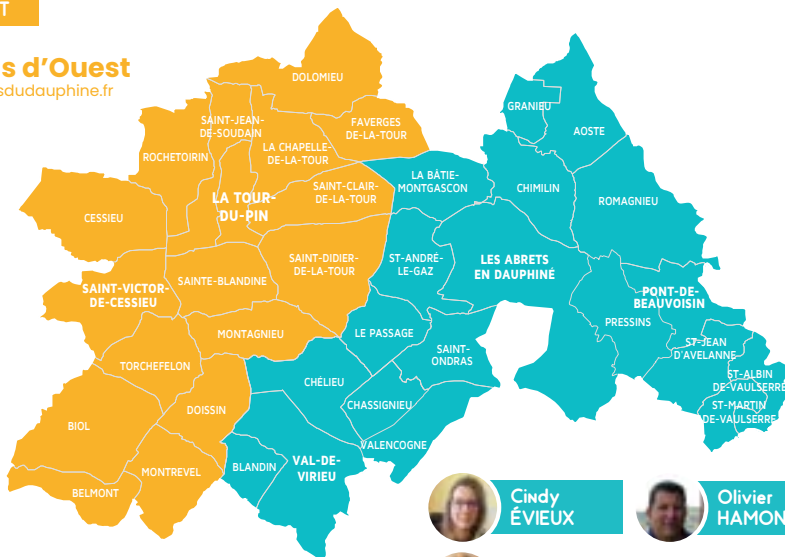 T
s d’Ouest
sdudauphine.fr
DOLOMIEU
SAINT-JEAN-
DE-SOUDAIN
FAVERGES
DE-LA-TOUR
LA CHAPELLE-
DE-LA-TOUR
ROCHETOIRIN
SAINT-CLAIR-
DE-LA-TOUR
LA TOUR-
DU-PIN
CESSIEU
SAINT-DIDIER-
DE-LA-TOUR
SAINTE-BLANDINE
SAINT-VICTOR-
DE-CESSIEU
MONTAGNIEU
TORCHEFELON
DOISSIN
BIOL
MONTREVEL
BELMONT
GRANIEU
AOSTE
LA BÂTIE-
MONTGASCON
CHIMILIN
ROMAGNIEU
ST-ANDRÉ-
LE-GAZ
LES ABRETS
EN DAUPHINÉ
PONT-DE-
BEAUVOISIN
PRESSINS
LE PASSAGE
SAINT-
ONDRAS
ST-JEAN
D'AVELANNE
ST-ALBIN
DE-VAULSERRE
ST-MARTIN
DE-VAULSERRE
CHÉLIEU
CHASSIGNIEU
VALENCOGNE
BLANDIN
VAL-DE-
VIRIEU
Cindy
ÉVIEUX
Olivier
HAMON